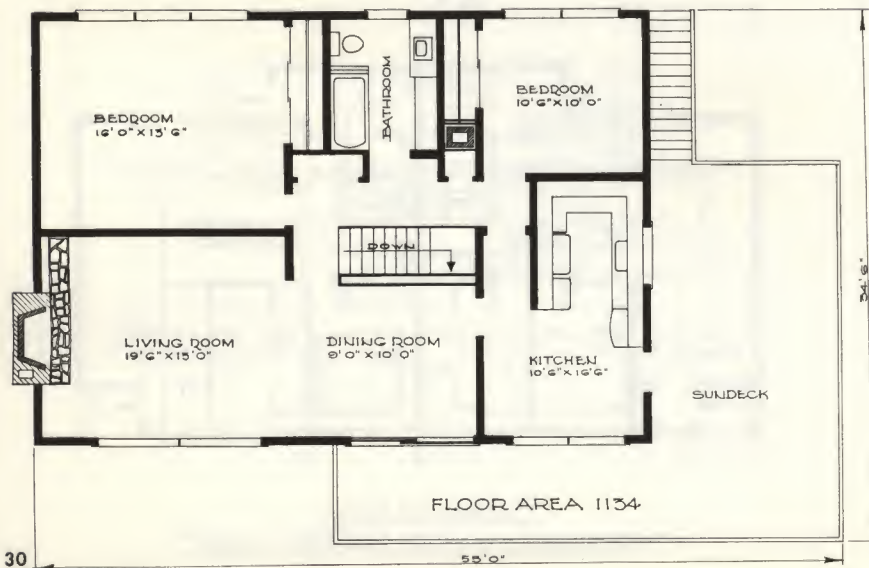 BEDROOM
16'0" X 13'6"
BATHROOM
BEDROOM
10'6" X 10'0"
DOWN
LIVING ROOM
19'6" X 15'0"
DINING ROOM
9'0" X 10'0"
KITCHEN
10'6" X 16'6"
SUNDECK
34'6"
FLOOR AREA 1134
55'0"
30